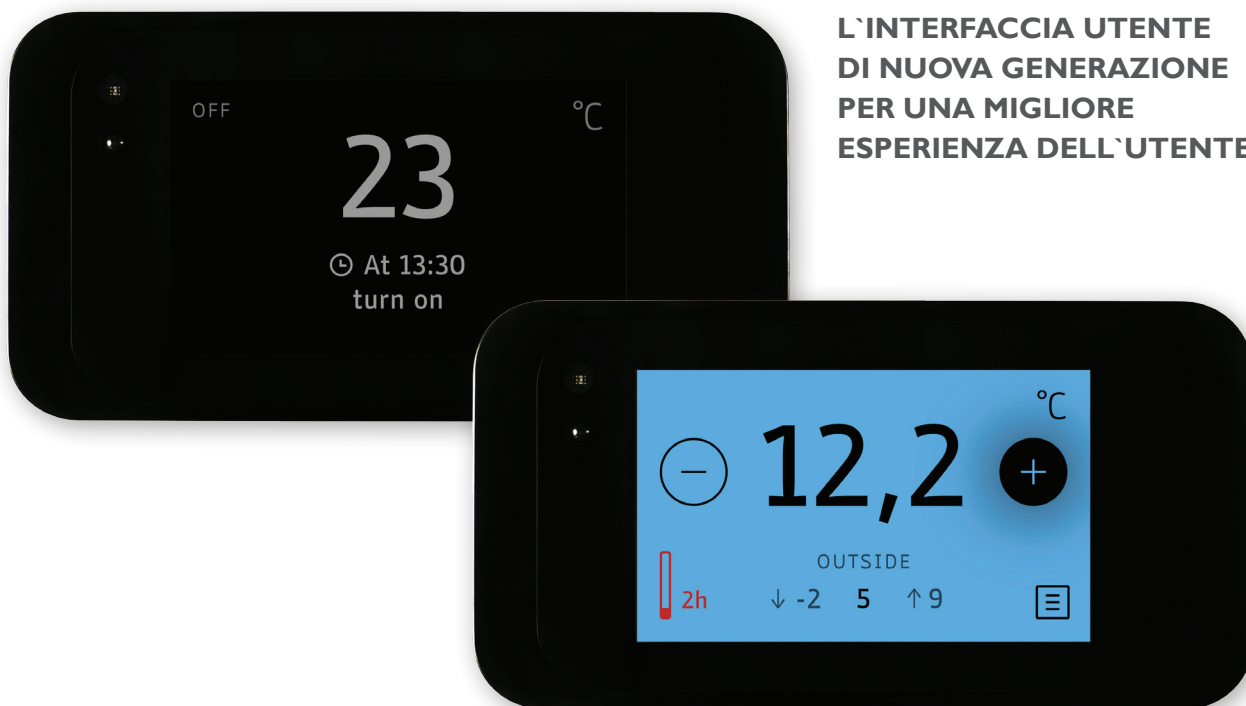 L`INTERFACCIA UTENTE
DI NUOVA GENERAZIONE
PER UNA MIGLIORE
ESPERIENZA DELL`UTENTE
OFF
°C
23
At 13:30
turn on
°C
− 12,2 +
OUTSIDE
2h ↓ -2 5 ↑ 9